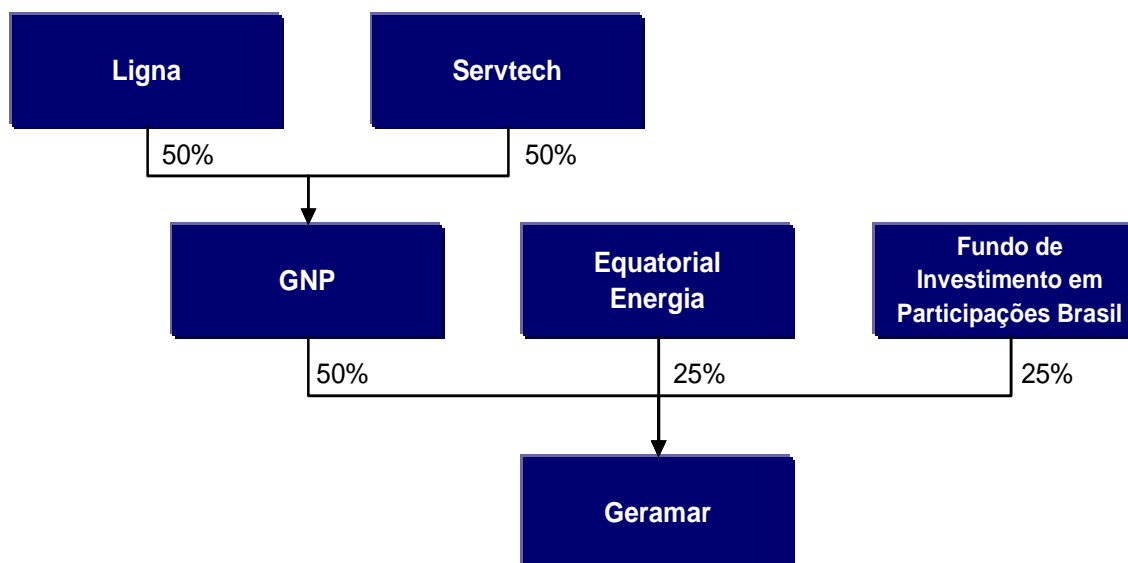 Ligna
Servtech
50%
50%
GNP
Equatorial
Energia
Fundo de
Investimento em
Participações Brasil
50%
25%
25%
Geramar